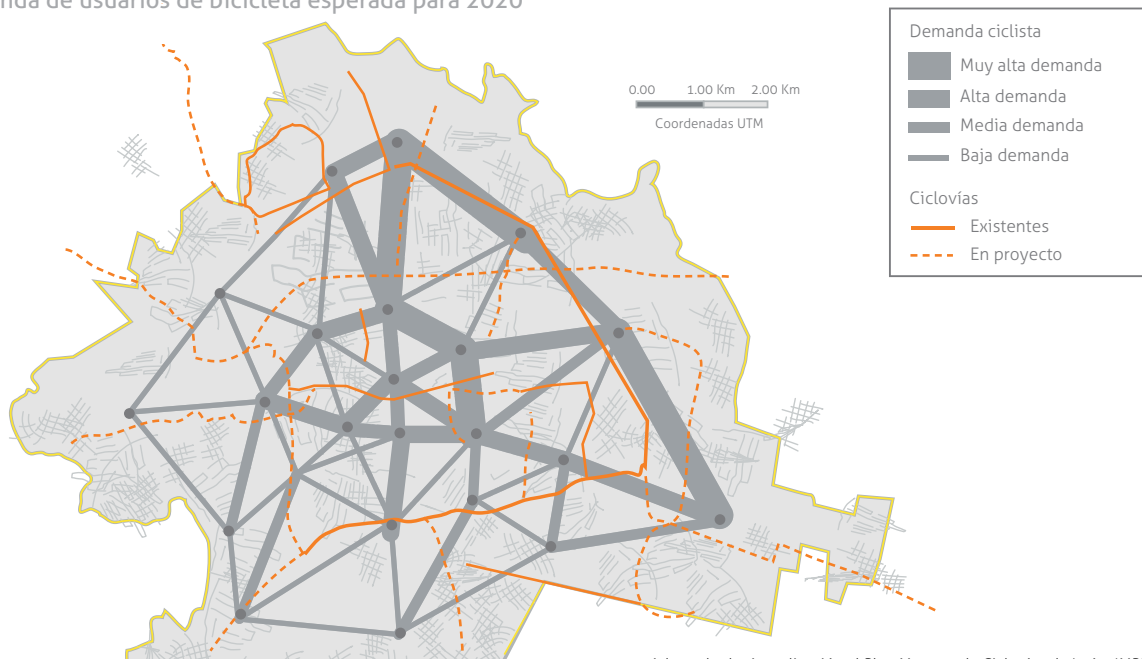 de usuarios de bicicleta esperada para 2020
0.00 1.00 Km 2.00 Km
Coordenadas UTM
Demanda ciclista
Muy alta demanda
Alta demanda
Media demanda
Baja demanda
Ciclovías
Existentes
En proyecto